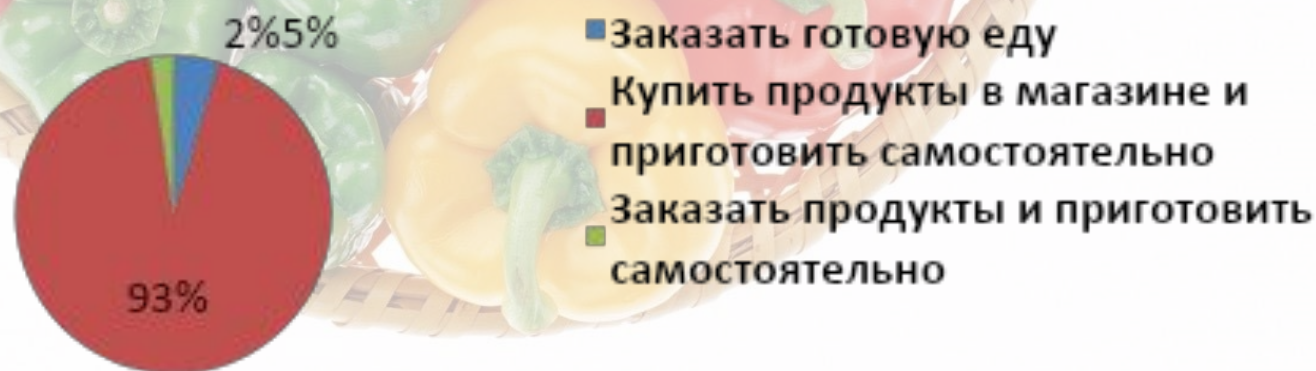 2%5%
93%
Заказать готовую еду
Купить продукты в магазине и
приготовить самостоятельно
Заказать продукты и приготовить
самостоятельно